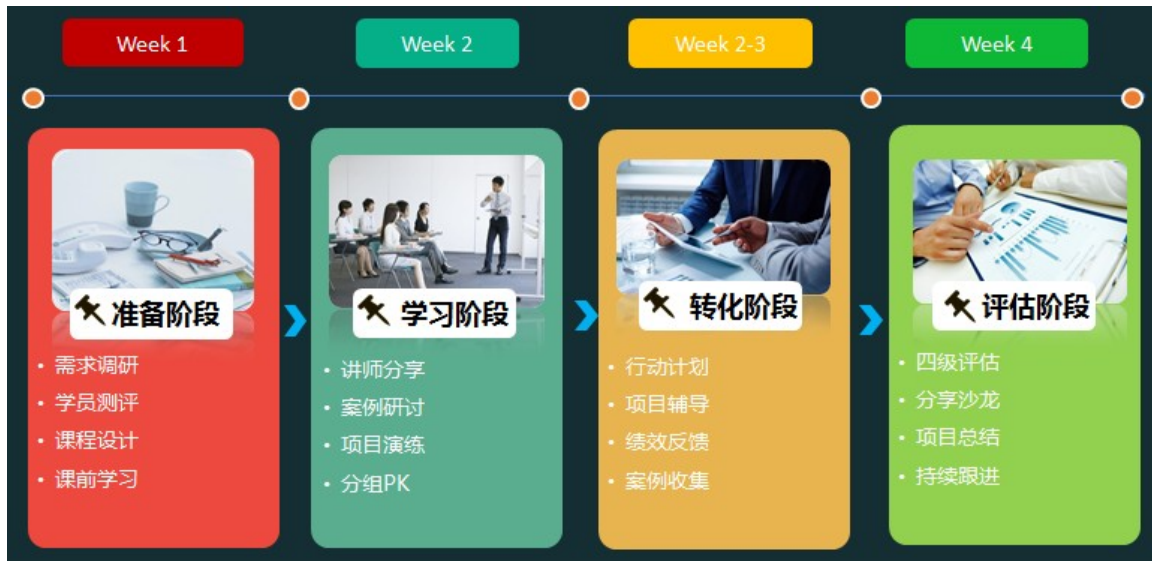 Week 1
Week 2
Week 2-3
Week 4
准备阶段
需求调研
学员测评
课程设计
课前学习
学习阶段
讲师分享
案例研讨
项目演练
分组PK
转化阶段
行动计划
项目辅导
绩效反馈
案例收集
评估阶段
四级评估
分享沙龙
项目总结
持续跟进